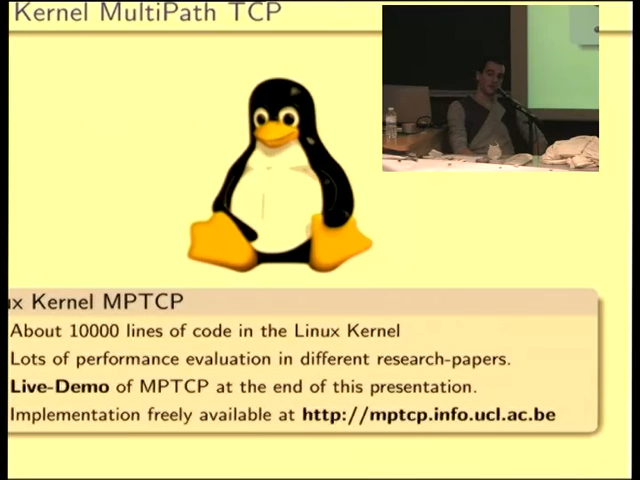 Kernel MultiPath TCP
ux Kernel MPTCP
About 10000 lines of code in the Linux Kernel
Lots of performance evaluation in different research-papers.
Live-Demo of MPTCP at the end of this presentation.
Implementation freely available at http://mptcp.info.ucl.ac.be